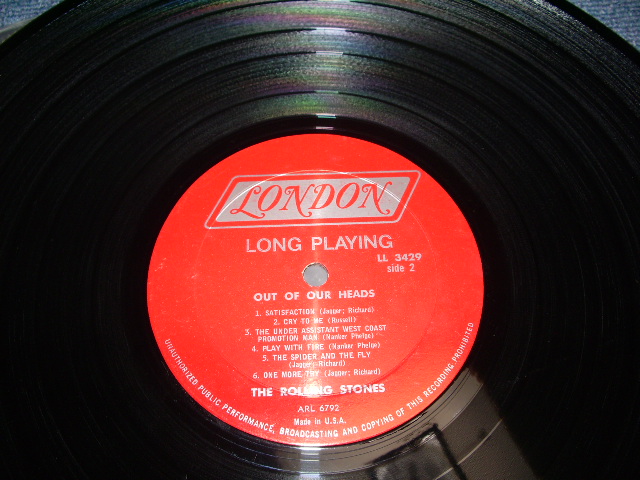 LONDON
LONG PLAYING
LL 3429
side 2
OUT OF OUR HEADS
1. SATISFACTION (Jagger; Richard)
2. CRY TO ME (Russell)
3. THE UNDER ASSISTANT WEST COAST
PROMOTION MAN (Nanker Phelge)
4. PLAY WITH FIRE (Nanker Phelge)
5. THE SPIDER AND THE FLY
(Jagger; Richard)
6. ONE MORE TRY (Jagger; Richard)
THE ROLLING STONES
ARL 6792
Made in U.S.A.
UNAUTHORIZED PUBLIC PERFORMANCE, BROADCASTING AND COPYING OF THIS RECORDING PROHIBITED